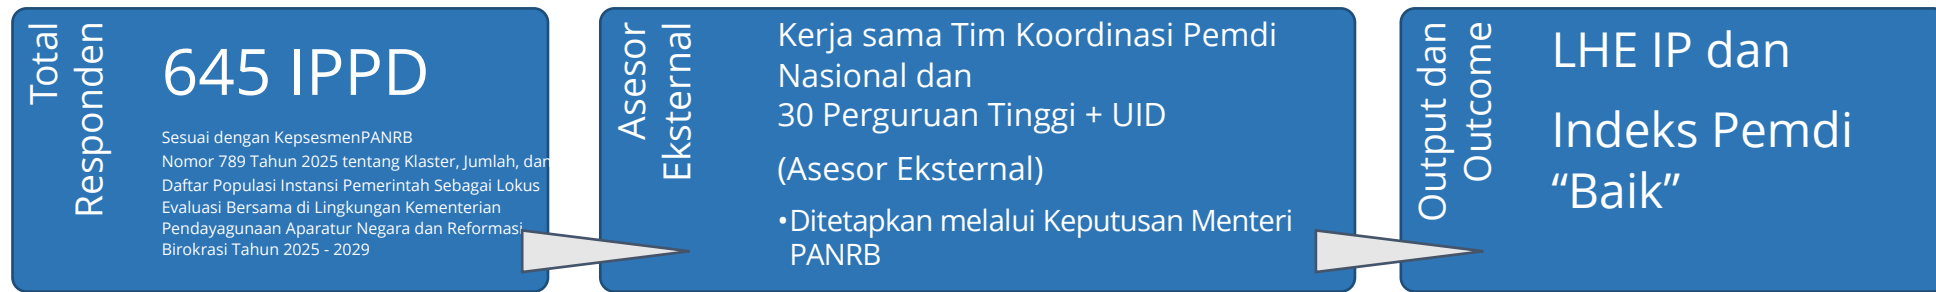 Total
Responden
645 IPPD
Sesuai dengan KepsesmenPANRB
Nomor 789 Tahun 2025 tentang Klaster, Jumlah, dan
Daftar Populasi Instansi Pemerintah Sebagai Lokus
Evaluasi Bersama di Lingkungan Kementerian
Pendayagunaan Aparatur Negara dan Reformasi
Birokrasi Tahun 2025 - 2029
Asesor
Eksternal
Kerja sama Tim Koordinasi Pemdi
Nasional dan
30 Perguruan Tinggi + UID
(Asesor Eksternal)
•Ditetapkan melalui Keputusan Menteri
PANRB
Output dan
Outcome
LHE IP dan
Indeks Pemdi
“Baik”